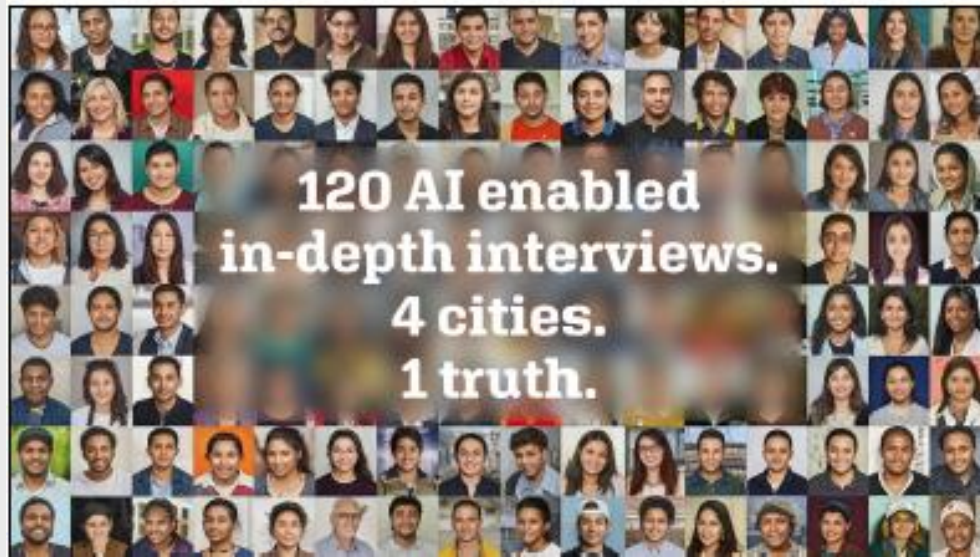 120 AI enabled
in-depth interviews.
4 cities.
1 truth.